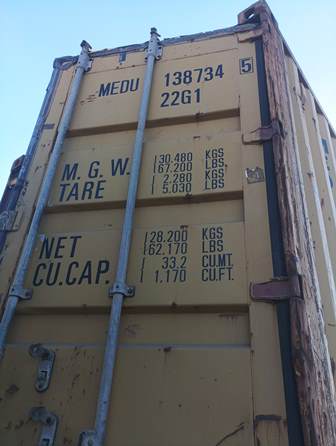 MEDU 138734 5
22G1
M.G.W. 30.480 KGS
67.200 LBS
TARE 2.280 KGS
5.030 LBS
NET 28.200 KGS
62.170 LBS
CU.CAP. 33.2 CU.MT.
1.170 CU.FT.